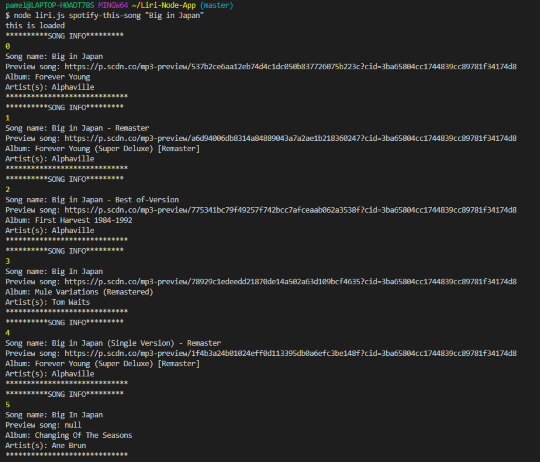 pamel@LAPTOP-H0ADT785 MINGW64 ~/Liri-Node-App (master)
$ node liri.js spotify-this-song "Big in Japan"
this is loaded
**********SONG INFO*********
0
Song name: Big in Japan
Preview song: https://p.scdn.co/mp3-preview/537b2ce6aa12eb74d4c1dc050b837726075b223c?cid=3ba65804cc1744839cc89781f34174d8
Album: Forever Young
Artist(s): Alphaville
*****************************
**********SONG INFO*********
1
Song name: Big in Japan - Remaster
Preview song: https://p.scdn.co/mp3-preview/a6d94006db8314a84889043a7a2ae1b218360247?cid=3ba65804cc1744839cc89781f34174d8
Album: Forever Young (Super Deluxe) [Remaster]
Artist(s): Alphaville
*****************************
**********SONG INFO*********
2
Song name: Big in Japan - Best of-Version
Preview song: https://p.scdn.co/mp3-preview/775341bc79f49257f742bcc7afceaab062a3538f?cid=3ba65804cc1744839cc89781f34174d8
Album: First Harvest 1984-1992
Artist(s): Alphaville
*****************************
**********SONG INFO*********
3
Song name: Big In Japan
Preview song: https://p.scdn.co/mp3-preview/78929c1edeedd21870de14a502a63d109bcf4635?cid=3ba65804cc1744839cc89781f34174d8
Album: Mule Variations (Remastered)
Artist(s): Tom Waits
*****************************
**********SONG INFO*********
4
Song name: Big in Japan (Single Version) - Remaster
Preview song: https://p.scdn.co/mp3-preview/1f4b3a24b01024eff0d113395db0a6efc3be148f?cid=3ba65804cc1744839cc89781f34174d8
Album: Forever Young (Super Deluxe) [Remaster]
Artist(s): Alphaville
*****************************
**********SONG INFO*********
5
Song name: Big In Japan
Preview song: null
Album: Changing Of The Seasons
Artist(s): Ane Brun
*****************************